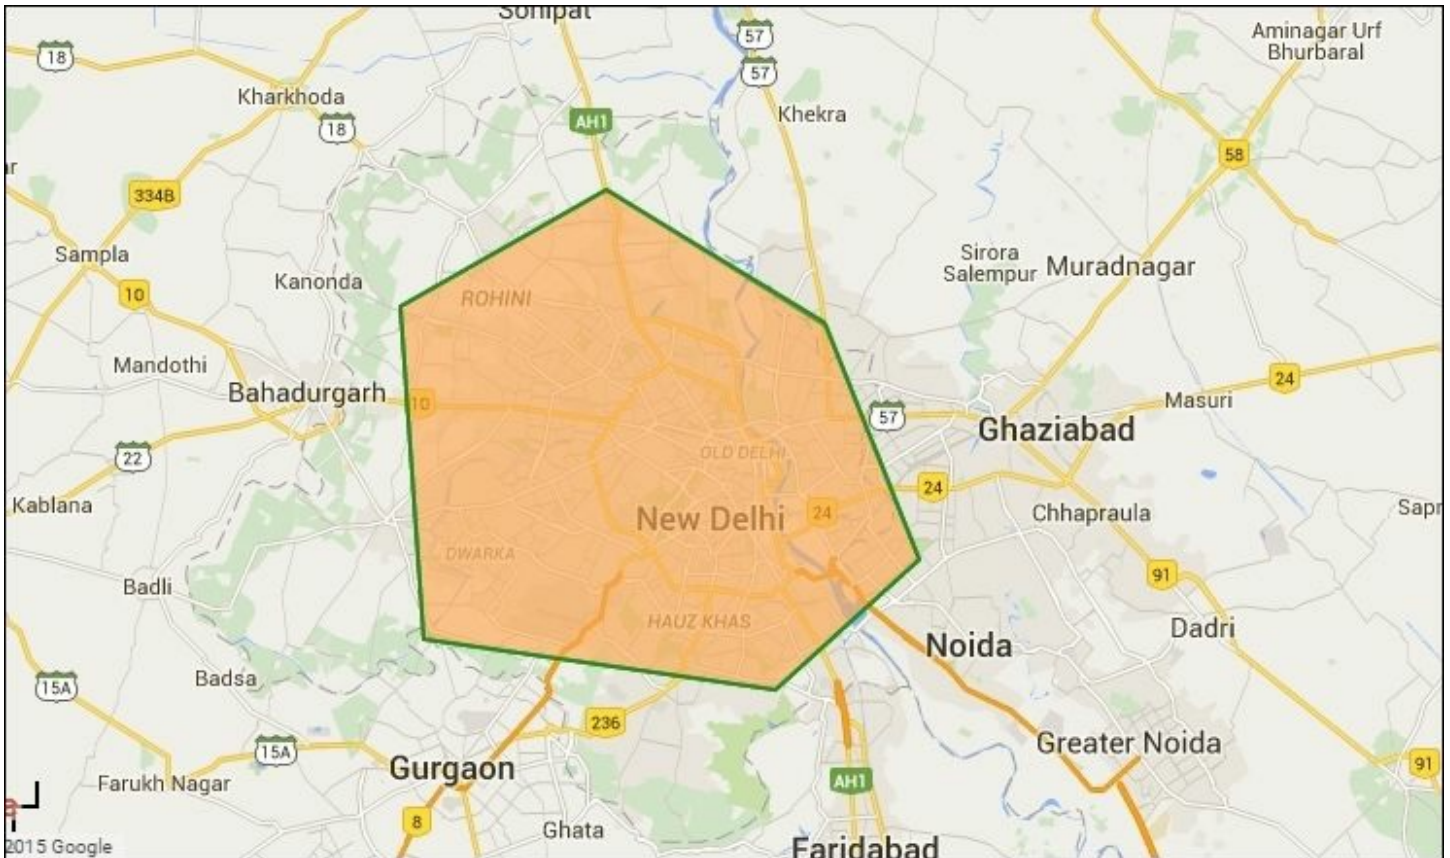 Sonipat
57
18
57
Aminagar Urf
Bhurbaral
Kharkhoda
18
AH1
Khekra
58
334B
Sampla
Kanonda
ROHINI
Sirora
Salempur
Muradnagar
10
Mandothi
Bahadurgarh
10
57
24
Masuri
Ghaziabad
22
OLD DELHI
24
Kablana
New Delhi
24
Chhapraula
DWARKA
91
Badli
HAUZ KHAS
Noida
Dadri
Badsa
15A
236
15A
Gurgaon
Greater Noida
91
Farukh Nagar
AH1
8
Ghata
2015 Google
Faridabad